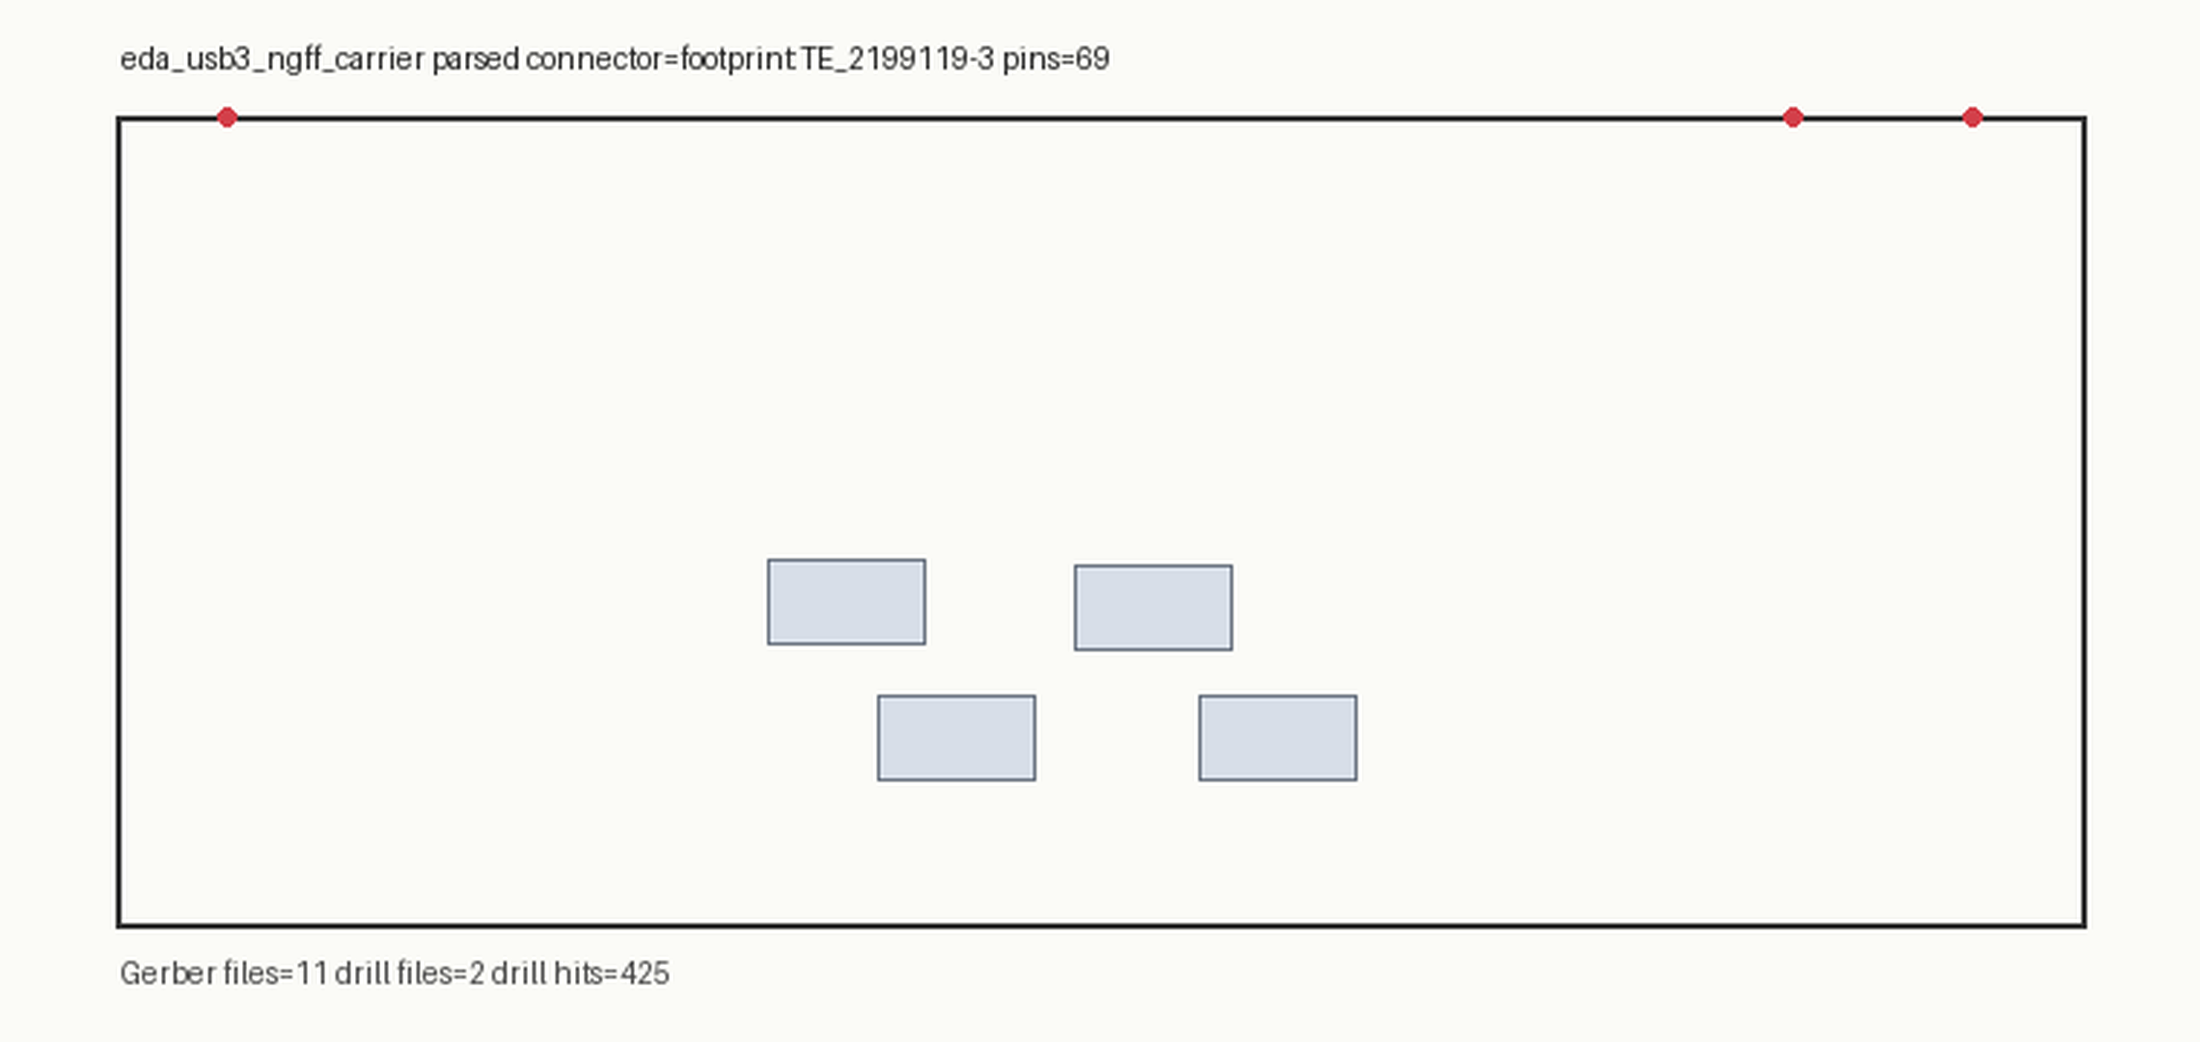 eda_usb3_ngff_carrier parsed connector=footprint:TE_2199119-3 pins=69
Gerber files=11 drill files=2 drill hits=425